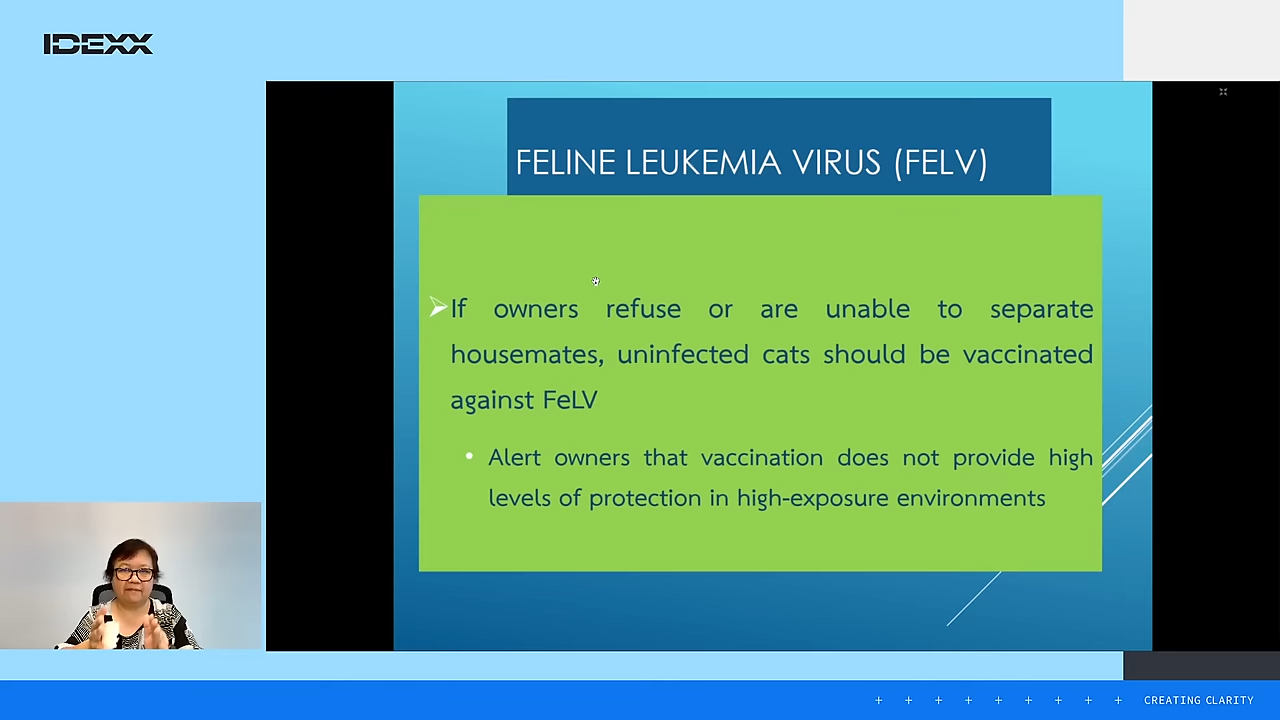 IDEXX
FELINE LEUKEMIA VIRUS (FELV)
If owners refuse or are unable to separate
housemates, uninfected cats should be vaccinated
against FeLV
Alert owners that vaccination does not provide high
levels of protection in high-exposure environments
CREATING CLARITY